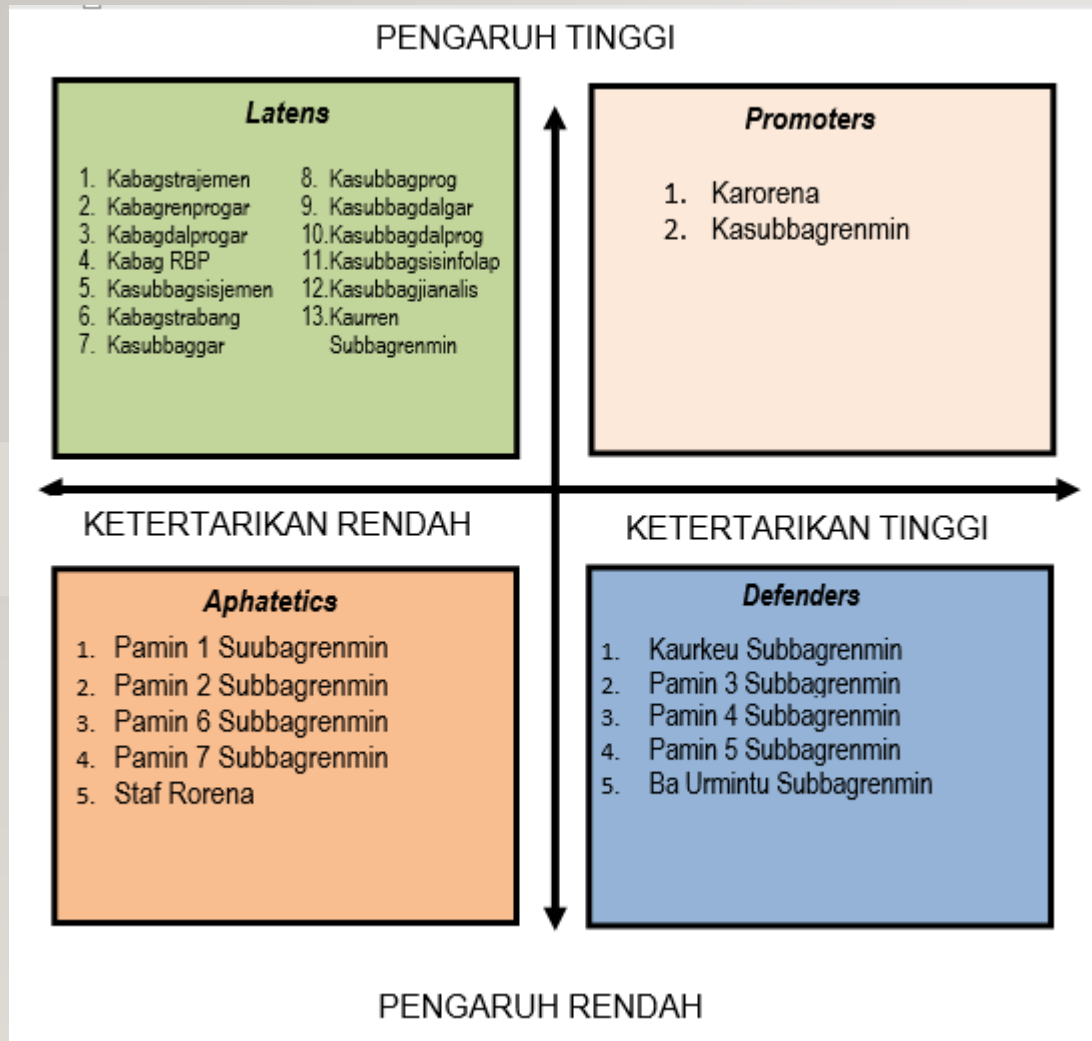 PENGARUH TINGGI
Latens
1. Kabagstrajemen
2. Kabagrenprogar
3. Kabagdalprogar
4. Kabag RBP
5. Kasubbagsisjemen
6. Kabagstrabang
7. Kasubbaggar
8. Kasubbagprog
9. Kasubbagdalgar
10.Kasubbagdalprog
11.Kasubbagsisinfolap
12.Kasubbagjianalis
13.Kaurren
Subbagrenmin
Promoters
1. Karorena
2. Kasubbagrenmin
KETERTARIKAN RENDAH
KETERTARIKAN TINGGI
Aphatetics
1. Pamin 1 Suubagrenmin
2. Pamin 2 Subbagrenmin
3. Pamin 6 Subbagrenmin
4. Pamin 7 Subbagrenmin
5. Staf Rorena
Defenders
1. Kaurkeu Subbagrenmin
2. Pamin 3 Subbagrenmin
3. Pamin 4 Subbagrenmin
4. Pamin 5 Subbagrenmin
5. Ba Urmintu Subbagrenmin
PENGARUH RENDAH